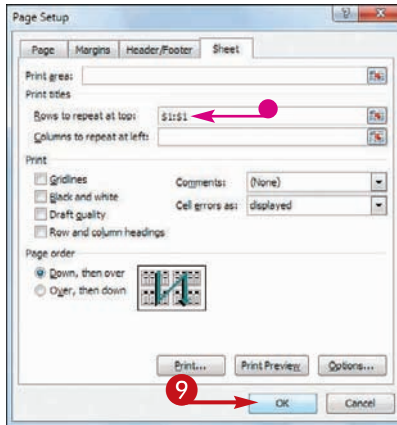 Page Setup
Page Margins Header/Footer Sheet
Print area:
Print titles
Rows to repeat at top: $1:$1
Columns to repeat at left:
Print
Gridlines
Black and white
Draft quality
Row and column headings
Comments: (None)
Cell errors as: displayed
Page order
Down, then over
Over, then down
Print... Print Preview Options...
9
OK Cancel